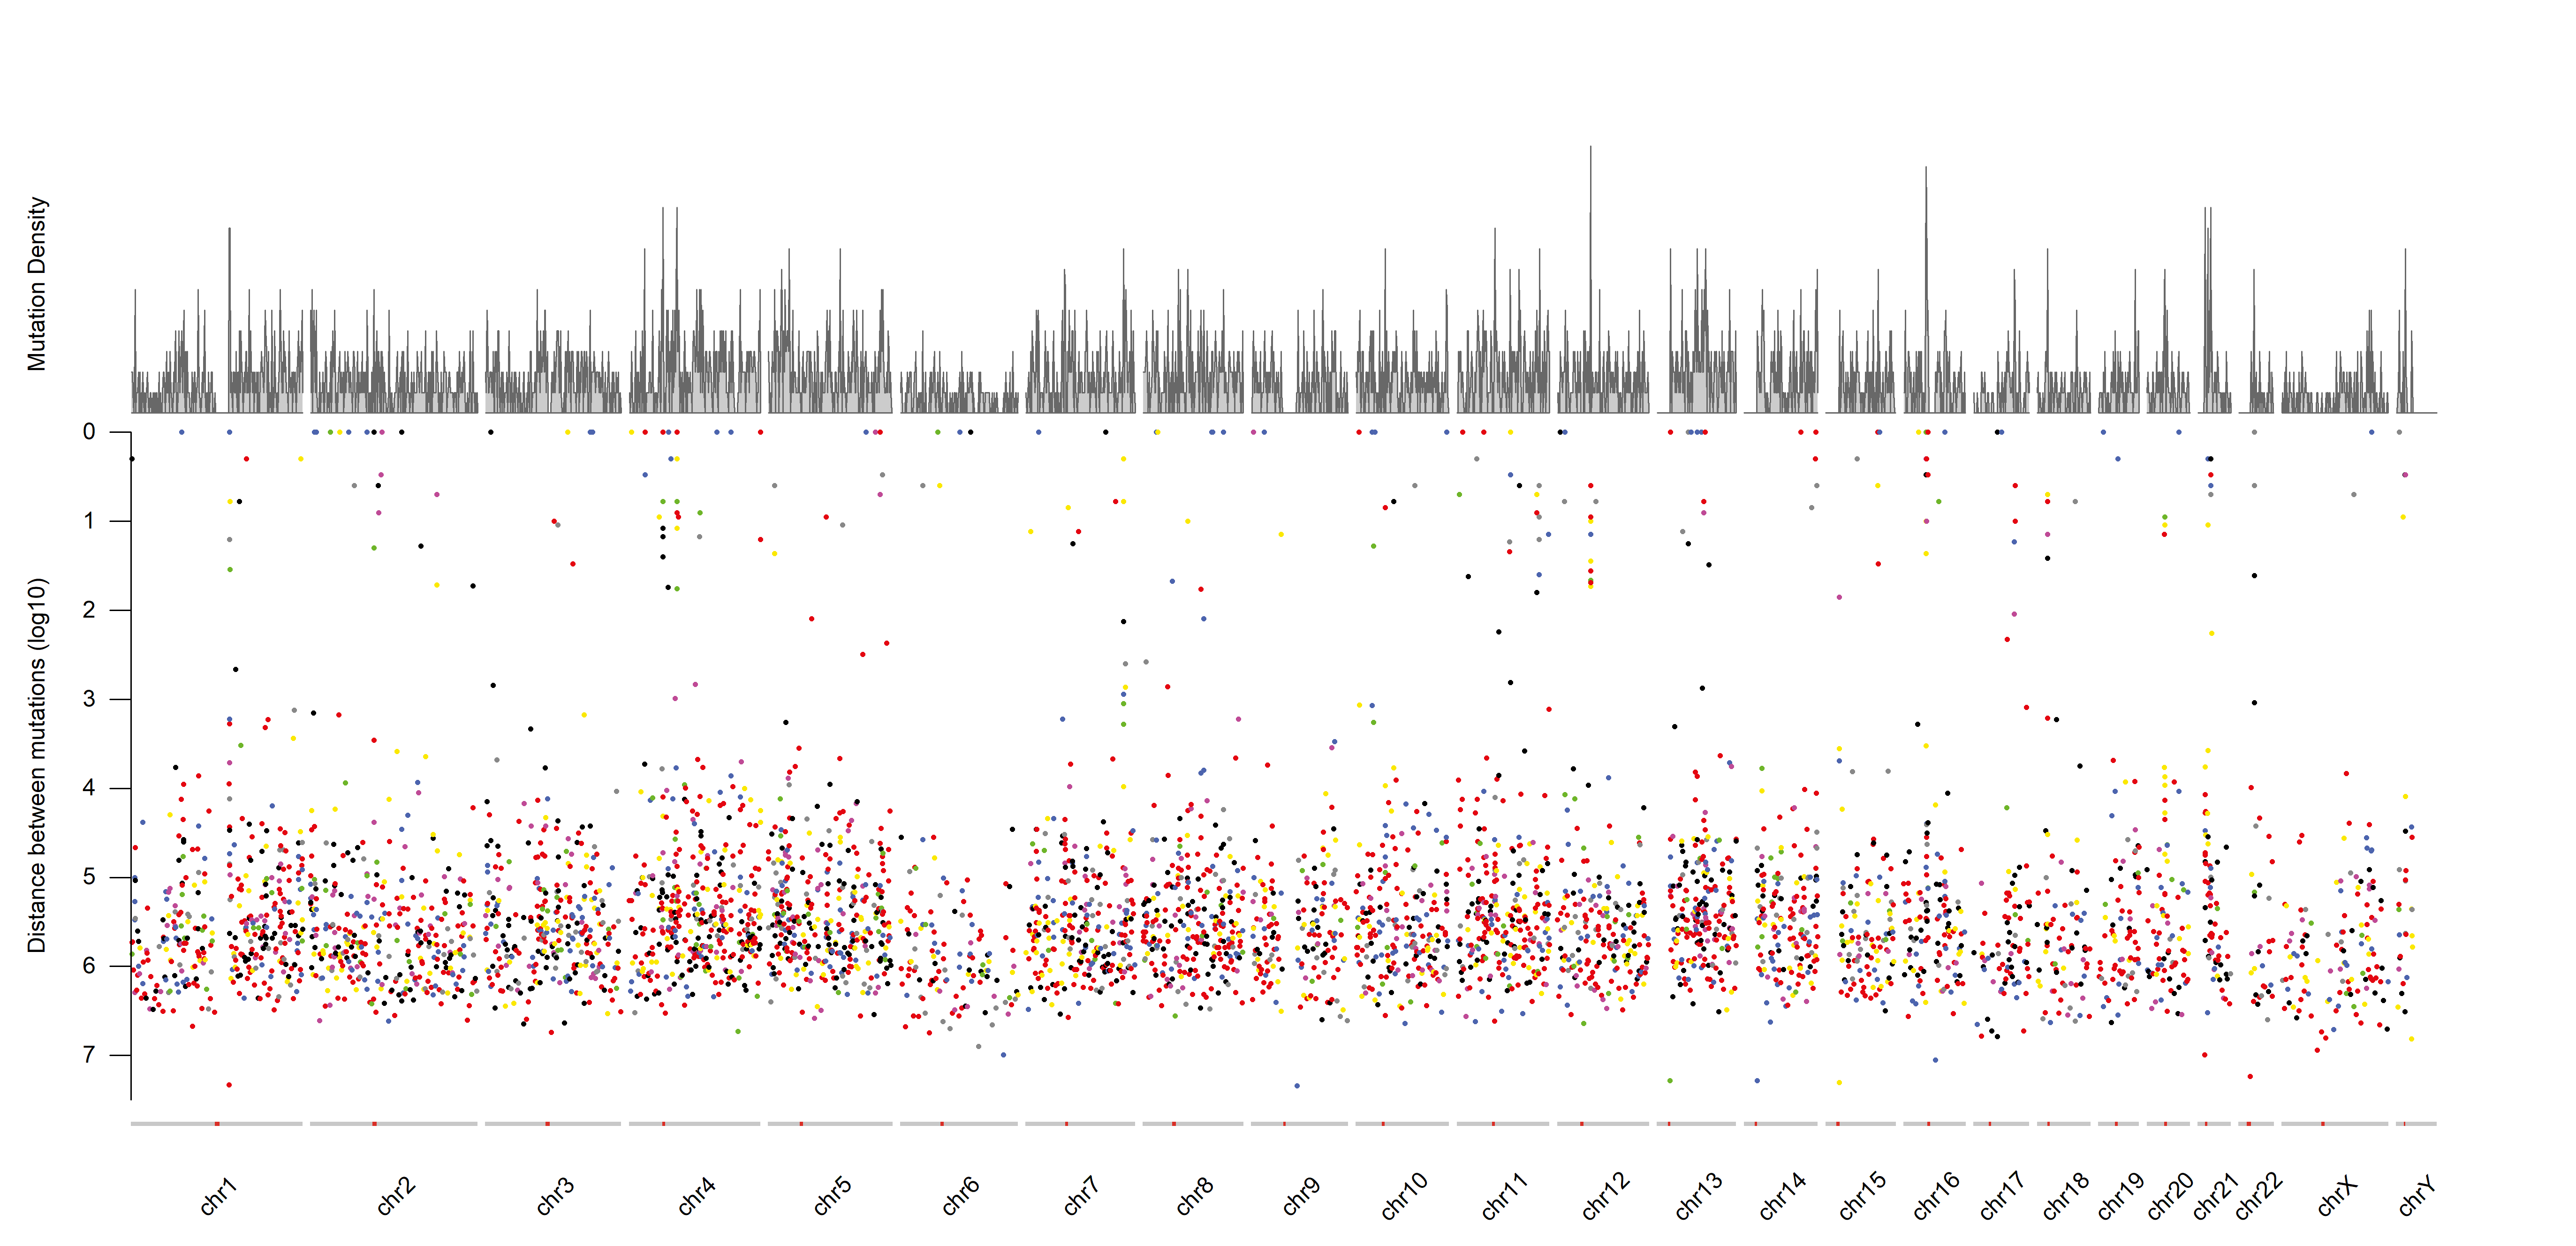 Mutation Density
Distance between mutations (log10)
0
1
2
3
4
5
6
7
chr1 chr2 chr3 chr4 chr5 chr6 chr7 chr8 chr9 chr10 chr11 chr12 chr13 chr14 chr15 chr16 chr17 chr18 chr19 chr20 chr21 chr22 chrX chrY